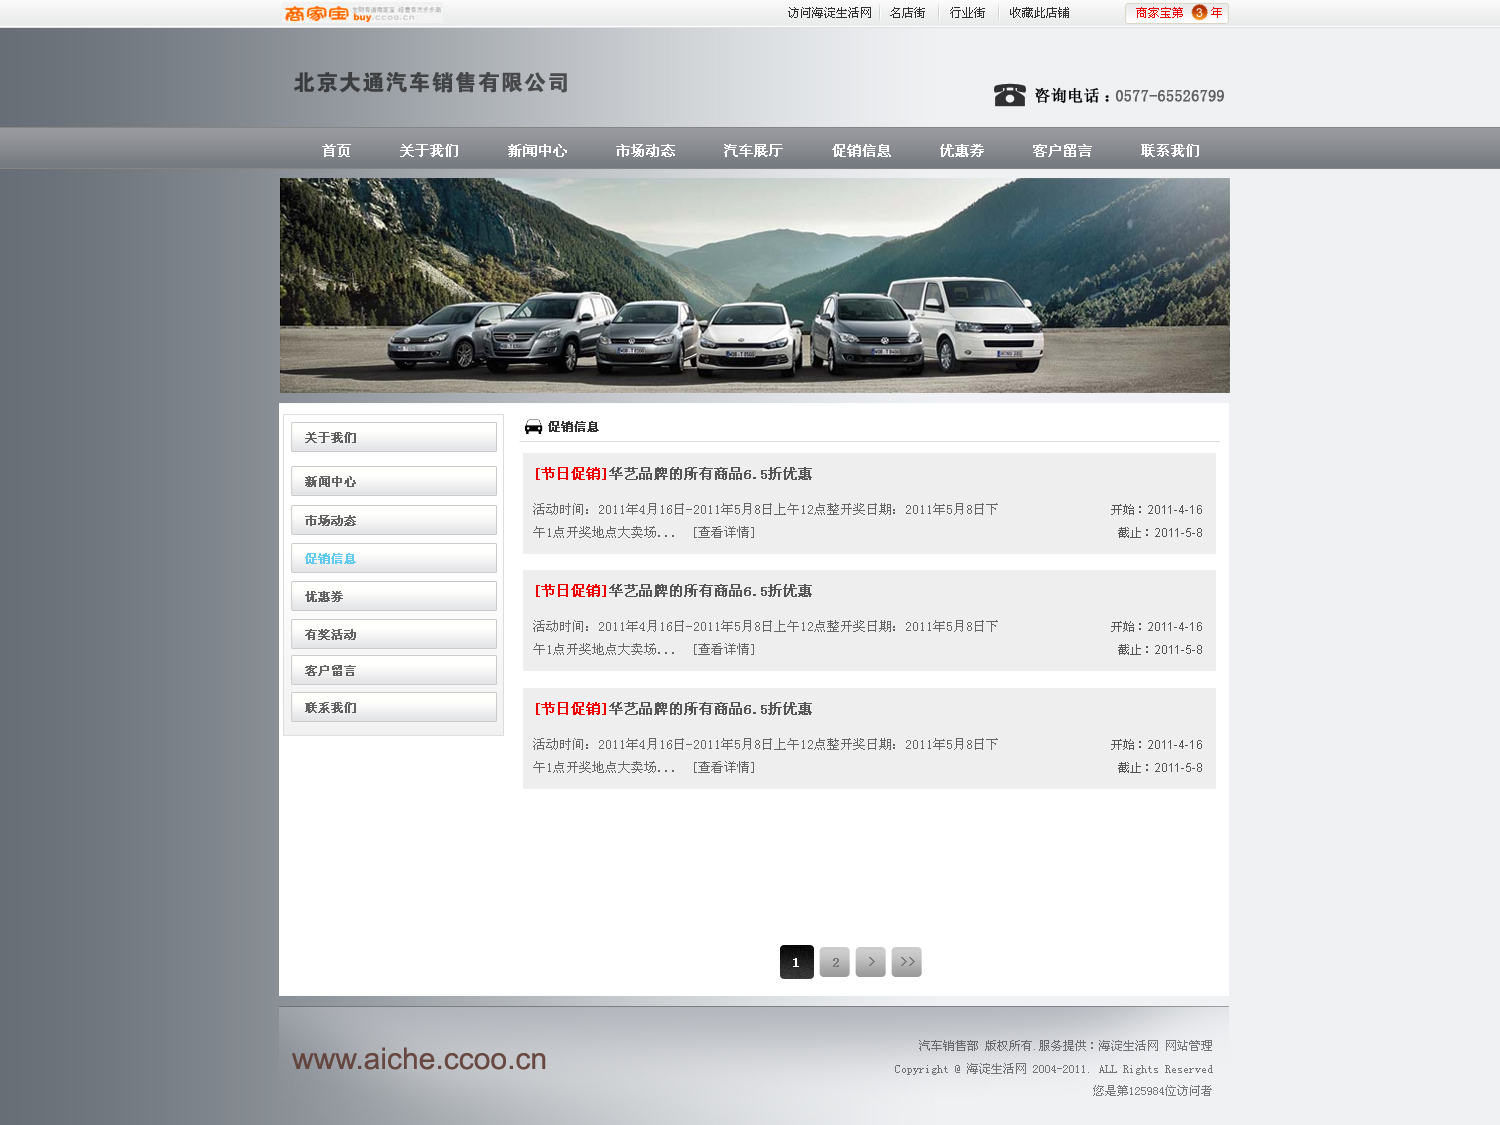 商家宝 buy.ccoo.cn
访问海淀生活网 名店街 行业街 收藏此店铺 商家宝第 3 年
北京大通汽车销售有限公司
咨询电话：0577-65526799
首页 关于我们 新闻中心 市场动态 汽车展厅 促销信息 优惠券 客户留言 联系我们
关于我们
新闻中心
市场动态
促销信息
优惠券
有奖活动
客户留言
联系我们
促销信息
[节日促销]华艺品牌的所有商品6.5折优惠
活动时间：2011年4月16日-2011年5月8日上午12点整开奖日期：2011年5月8日下 开始：2011-4-16
午1点开奖地点大卖场... [查看详情] 截止：2011-5-8
[节日促销]华艺品牌的所有商品6.5折优惠
活动时间：2011年4月16日-2011年5月8日上午12点整开奖日期：2011年5月8日下 开始：2011-4-16
午1点开奖地点大卖场... [查看详情] 截止：2011-5-8
[节日促销]华艺品牌的所有商品6.5折优惠
活动时间：2011年4月16日-2011年5月8日上午12点整开奖日期：2011年5月8日下 开始：2011-4-16
午1点开奖地点大卖场... [查看详情] 截止：2011-5-8
1 2 > >>
www.aiche.ccoo.cn
汽车销售部 版权所有.服务提供：海淀生活网 网站管理
Copyright @ 海淀生活网 2004-2011. ALL Rights Reserved
您是第125984位访问者